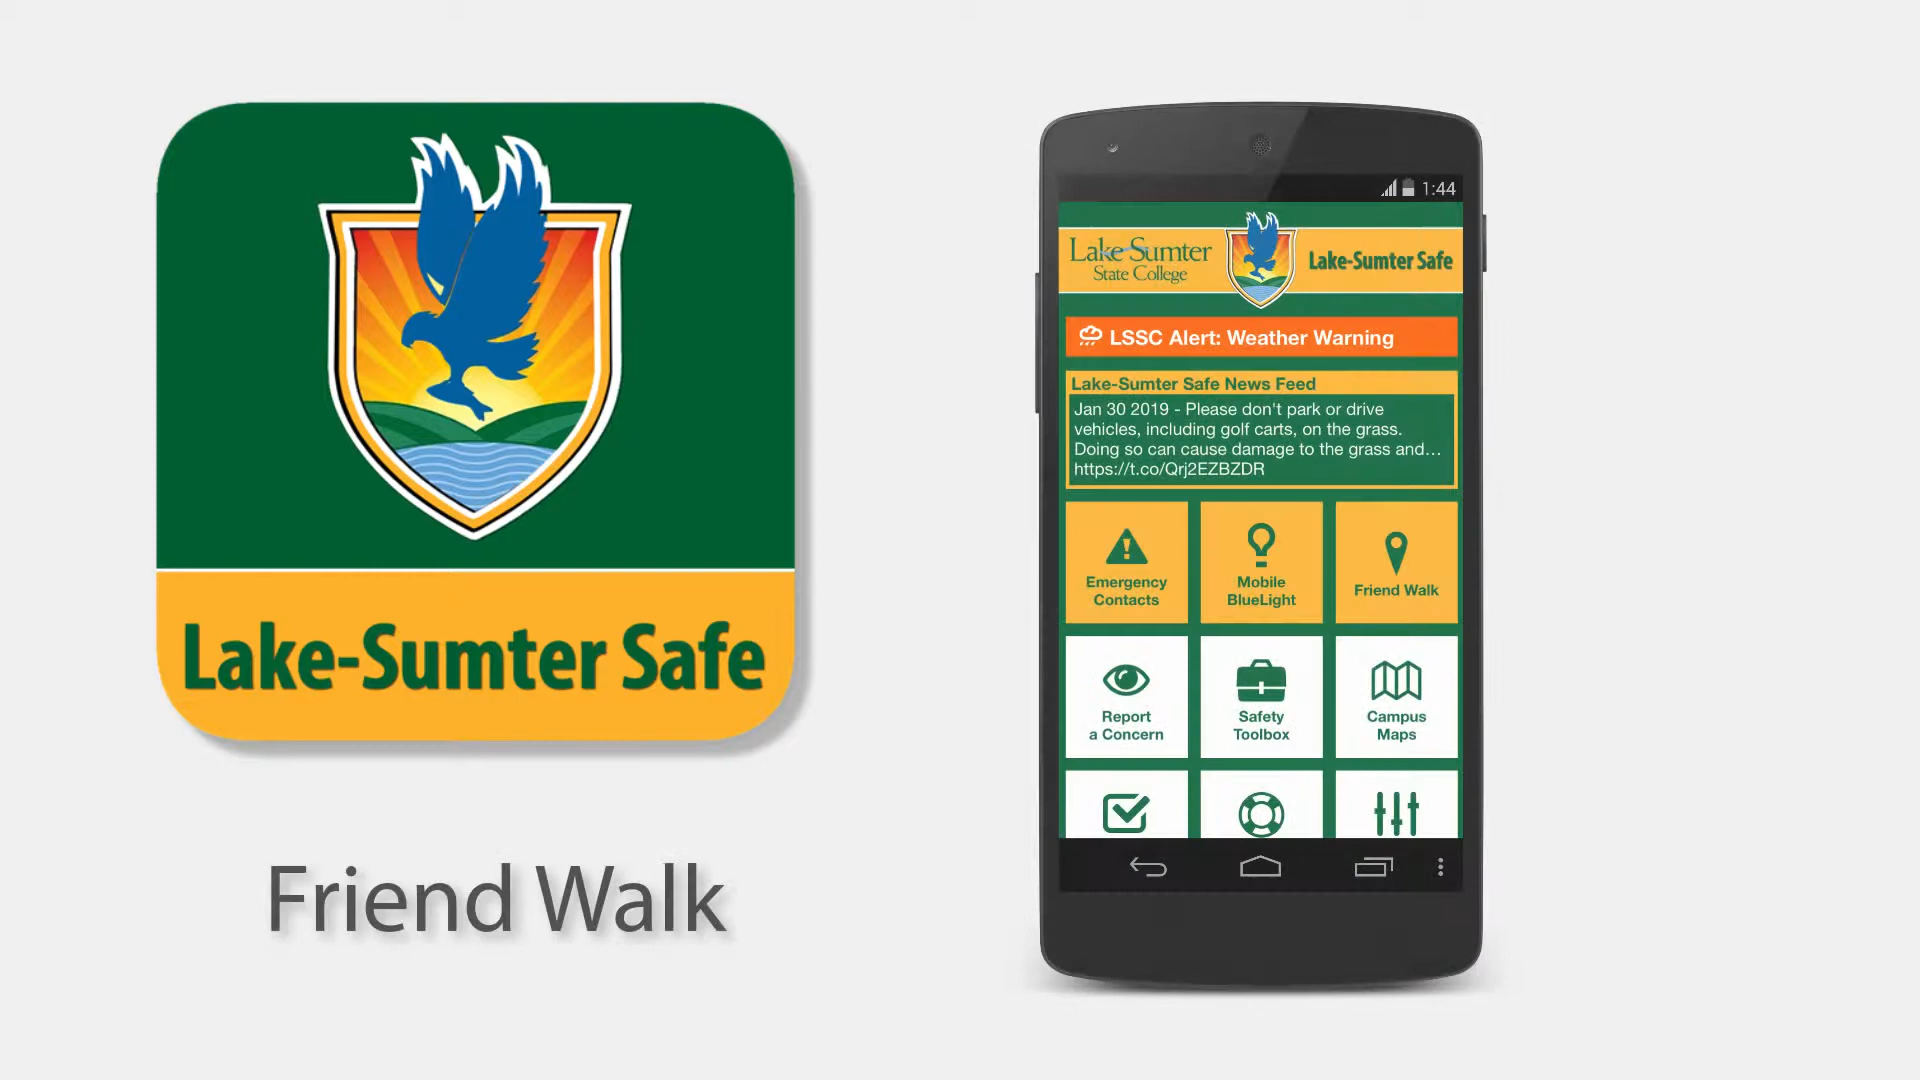 Lake-Sumter Safe
Friend Walk
1:44
Lake-Sumter
State College
Lake-Sumter Safe
LSSC Alert: Weather Warning
Lake-Sumter Safe News Feed
Jan 30 2019 - Please don't park or drive
vehicles, including golf carts, on the grass.
Doing so can cause damage to the grass and...
https://t.co/Qrj2EZBZDR
Emergency
Contacts
Mobile
BlueLight
Friend Walk
Report
a Concern
Safety
Toolbox
Campus
Maps